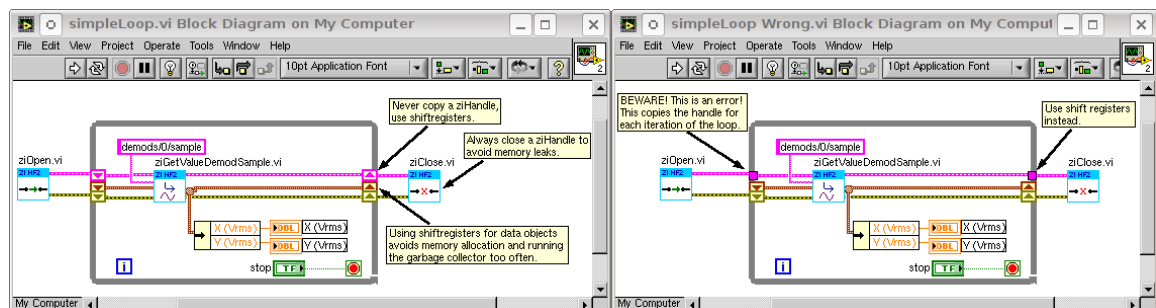 simpleLoop.vi Block Diagram on My Computer
File Edit View Project Operate Tools Window Help
10pt Application Font
2
Never copy a ziHandle,
use shiftregisters.
demods/0/sample
Always close a ziHandle to
avoid memory leaks.
ziOpen.vi
ziGetValueDemodSample.vi
ziClose.vi
ZI HF2
ZI HF2
ZI HF2
X (Vrms)
DBL
X (Vrms)
Y (Vrms)
DBL
Y (Vrms)
Using shiftregisters for data objects
avoids memory allocation and running
the garbage collector too often.
i
stop
TF
My Computer
simpleLoop Wrong.vi Block Diagram on My Comput
File Edit View Project Operate Tools Window Help
10pt Application Font
2
BEWARE! This is an error!
This copies the handle for
each iteration of the loop.
Use shift registers
instead.
demods/0/sample
ziOpen.vi
ziGetValueDemodSample.vi
ziClose.vi
ZI HF2
ZI HF2
ZI HF2
X (Vrms)
DBL
X (Vrms)
Y (Vrms)
DBL
Y (Vrms)
i
stop
TF
My Computer